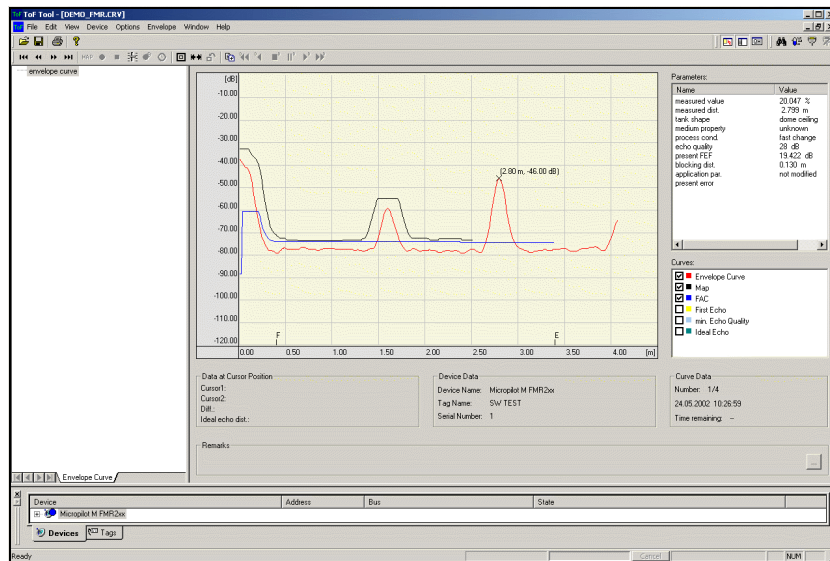 ToF Tool - [DEMO_FMR.CRV]
File Edit View Device Options Envelope Window Help
MAP
envelope curve
[dB]
-10.00
-20.00
-30.00
-40.00
-50.00
-60.00
-70.00
-80.00
-90.00
-100.00
-110.00
-120.00
(2.80 m, -46.00 dB)
F
E
0.00 0.50 1.00 1.50 2.00 2.50 3.00 3.50 4.00 [m]
Parameters:
Name Value
measured value 20.047 %
measured dist. 2.799 m
tank shape dome ceiling
medium property unknown
process cond. fast change
echo quality 28 dB
present FEF 19.422 dB
blocking dist. 0.130 m
application par. not modified
present error
Curves:
Envelope Curve
Map
FAC
First Echo
min. Echo Quality
Ideal Echo
Data at Cursor Position
Cursor1:
Cursor2:
Diff.:
Ideal echo dist.:
Device Data
Device Name: Micropilot M FMR2xx
Tag Name: SW TEST
Serial Number: 1
Curve Data
Number: 1/4
24.05.2002 10:26:59
Time remaining: --
Remarks
...
Envelope Curve
Device Address Bus State
Micropilot M FMR2xx
Devices Tags
Ready Cancel NUM